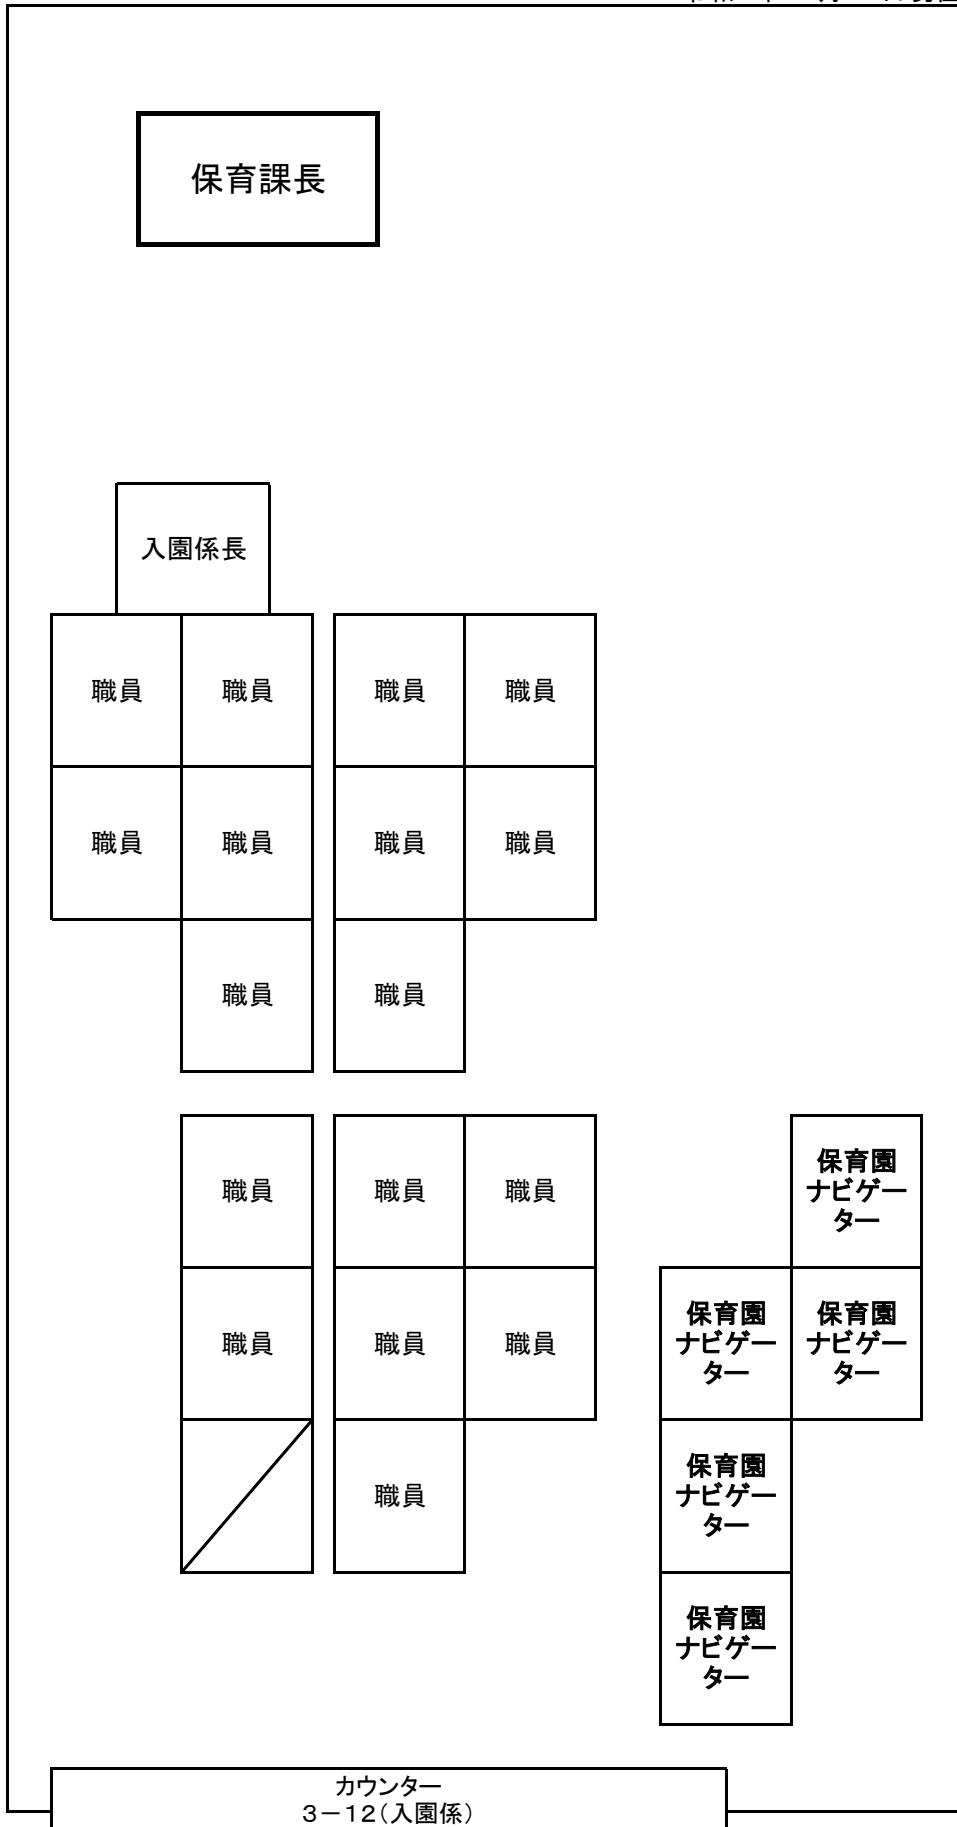 保育課長
入園係長
職員 職員 職員 職員
職員 職員 職員 職員
職員 職員
職員 職員 職員
保育園
ナビゲー
ター
職員 職員 職員
保育園
ナビゲー
ター
保育園
ナビゲー
ター
職員
保育園
ナビゲー
ター
保育園
ナビゲー
ター
カウンター
3－12(入園係)